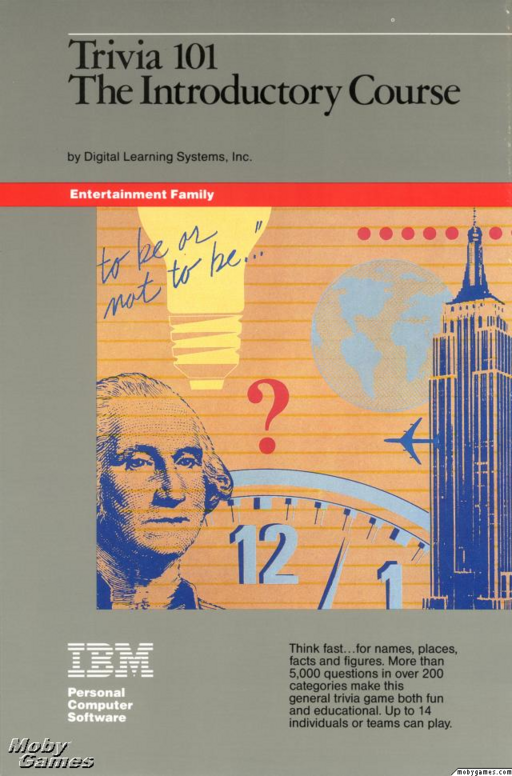 Trivia 101
The Introductory Course
by Digital Learning Systems, Inc.
Entertainment Family
to be or
not to be..."
?
12
1
IBM
Personal
Computer
Software
Think fast...for names, places,
facts and figures. More than
5,000 questions in over 200
categories make this
general trivia game both fun
and educational. Up to 14
individuals or teams can play.
Moby
Games
mobygames.com